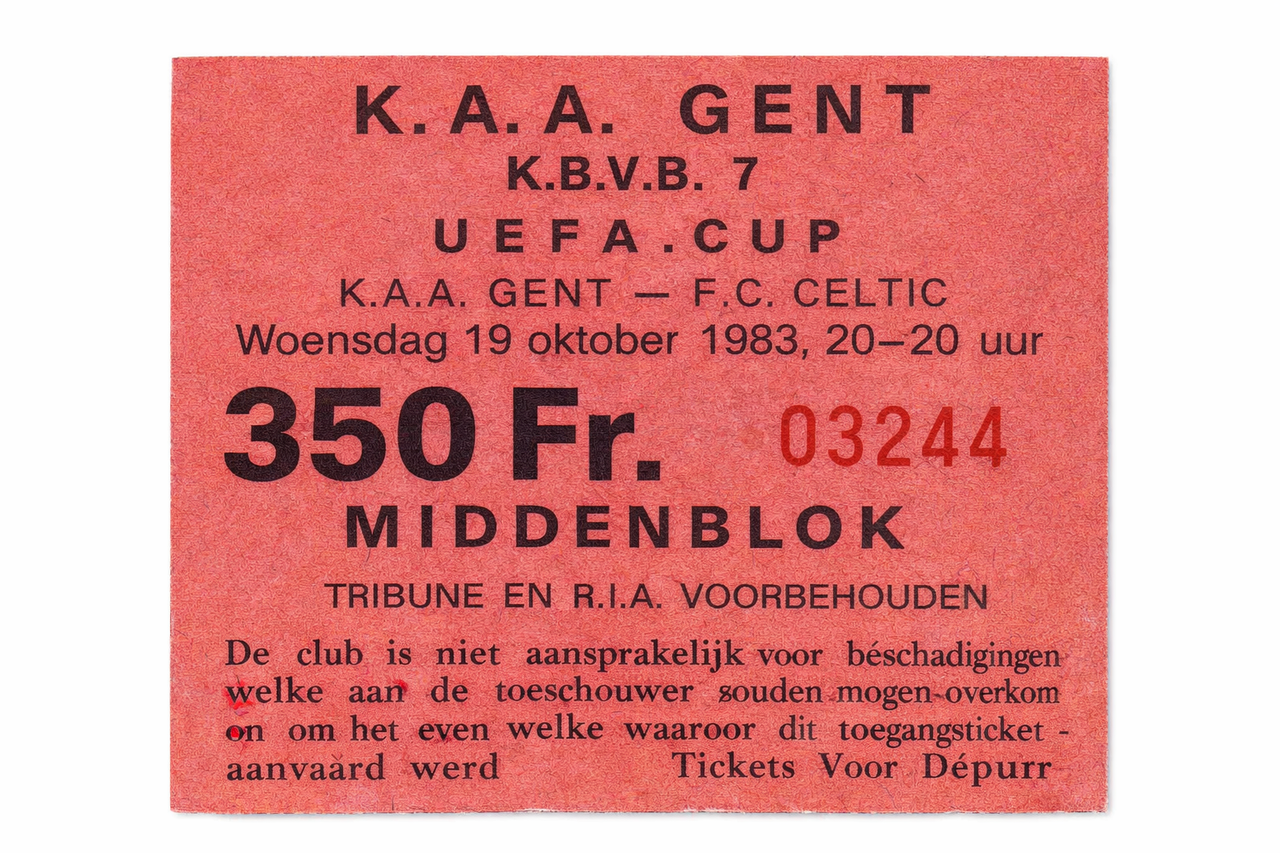 K.A.A. GENT
K.B.V.B. 7
UEFA.CUP
K.A.A. GENT — F.C. CELTIC
Woensdag 19 oktober 1983, 20–20 uur
350 Fr. 03244
MIDDENBLOK
TRIBUNE EN R.I.A. VOORBEHOUDEN
De club is niet aansprakelijk voor béschadigingen
welke aan de toeschouwer souden mogen-overkom
on om het even welke waaroor dit toegangsticket -
aanvaard werd Tickets Voor Dépurr